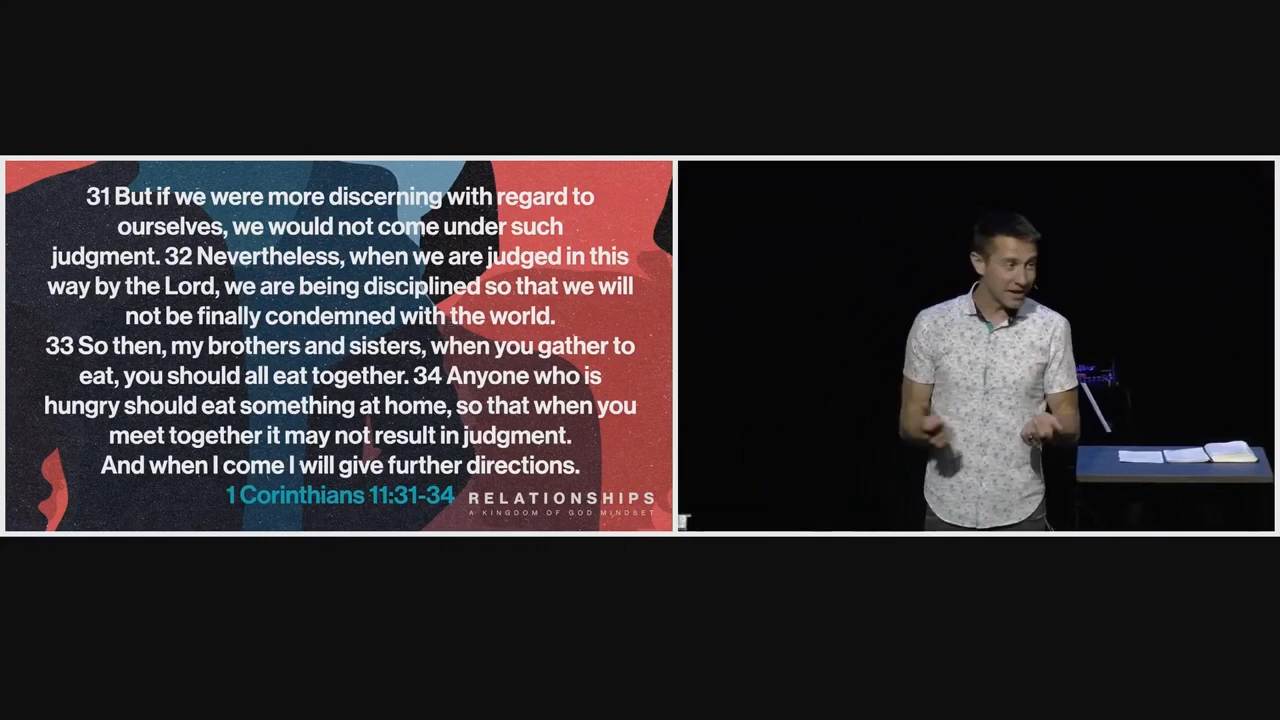 31 But if we were more discerning with regard to
ourselves, we would not come under such
judgment. 32 Nevertheless, when we are judged in this
way by the Lord, we are being disciplined so that we will
not be finally condemned with the world.
33 So then, my brothers and sisters, when you gather to
eat, you should all eat together. 34 Anyone who is
hungry should eat something at home, so that when you
meet together it may not result in judgment.
And when I come I will give further directions.
1 Corinthians 11:31-34
RELATIONSHIPS
A KINGDOM OF GOD MINDSET